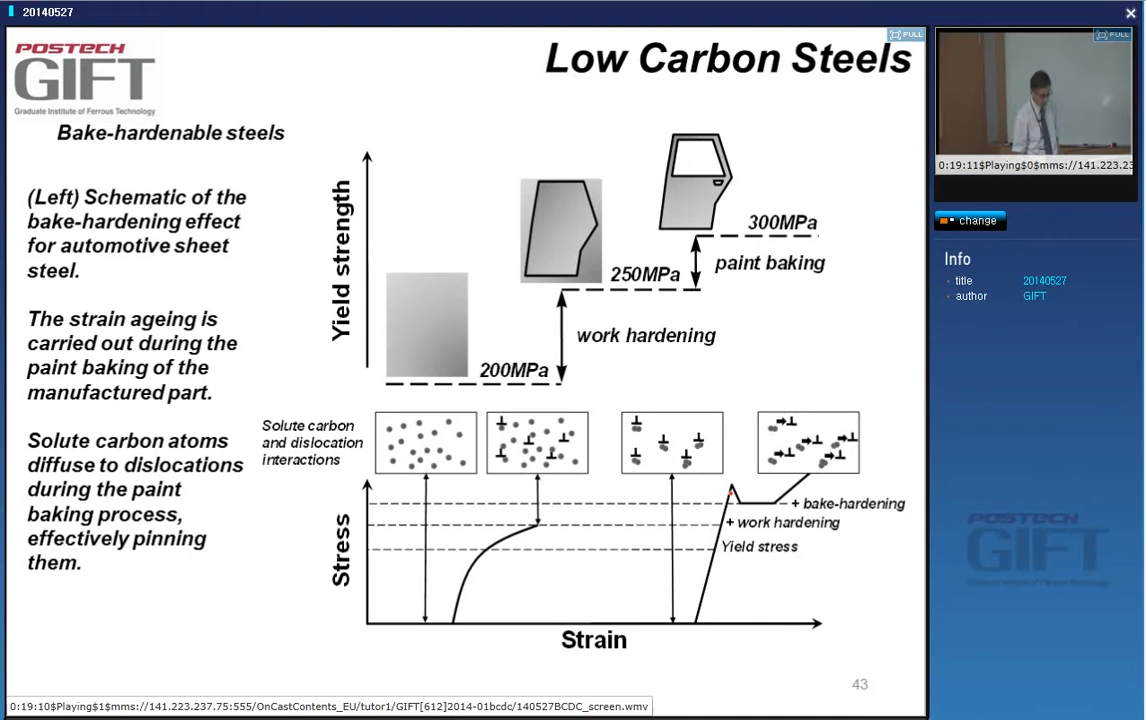 20140527
POSTECH
GIFT
Graduate Institute of Ferrous Technology
FULL
Low Carbon Steels
Bake-hardenable steels
(Left) Schematic of the
bake-hardening effect
for automotive sheet
steel.
The strain ageing is
carried out during the
paint baking of the
manufactured part.
Solute carbon atoms
diffuse to dislocations
during the paint
baking process,
effectively pinning
them.
Yield strength
300MPa
paint baking
250MPa
work hardening
200MPa
Solute carbon
and dislocation
interactions
Stress
+ bake-hardening
+ work hardening
Yield stress
Strain
43
0:19:10$Playing$1$mms://141.223.237.75:555/OnCastContents_EU/tutor1/GIFT[612]2014-01bcdc/140527BCDC_screen.wmv
FULL
0:19:11$Playing$0$mms://141.223.23
change
Info
title 20140527
author GIFT
POSTECH
GIFT